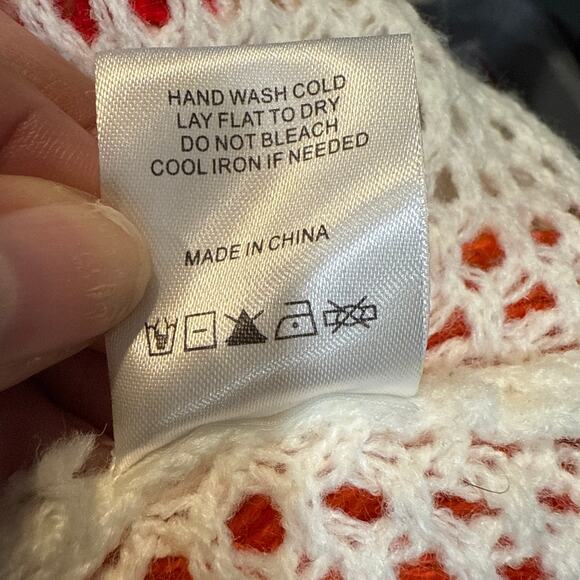 HAND WASH COLD
LAY FLAT TO DRY
DO NOT BLEACH
COOL IRON IF NEEDED
MADE IN CHINA